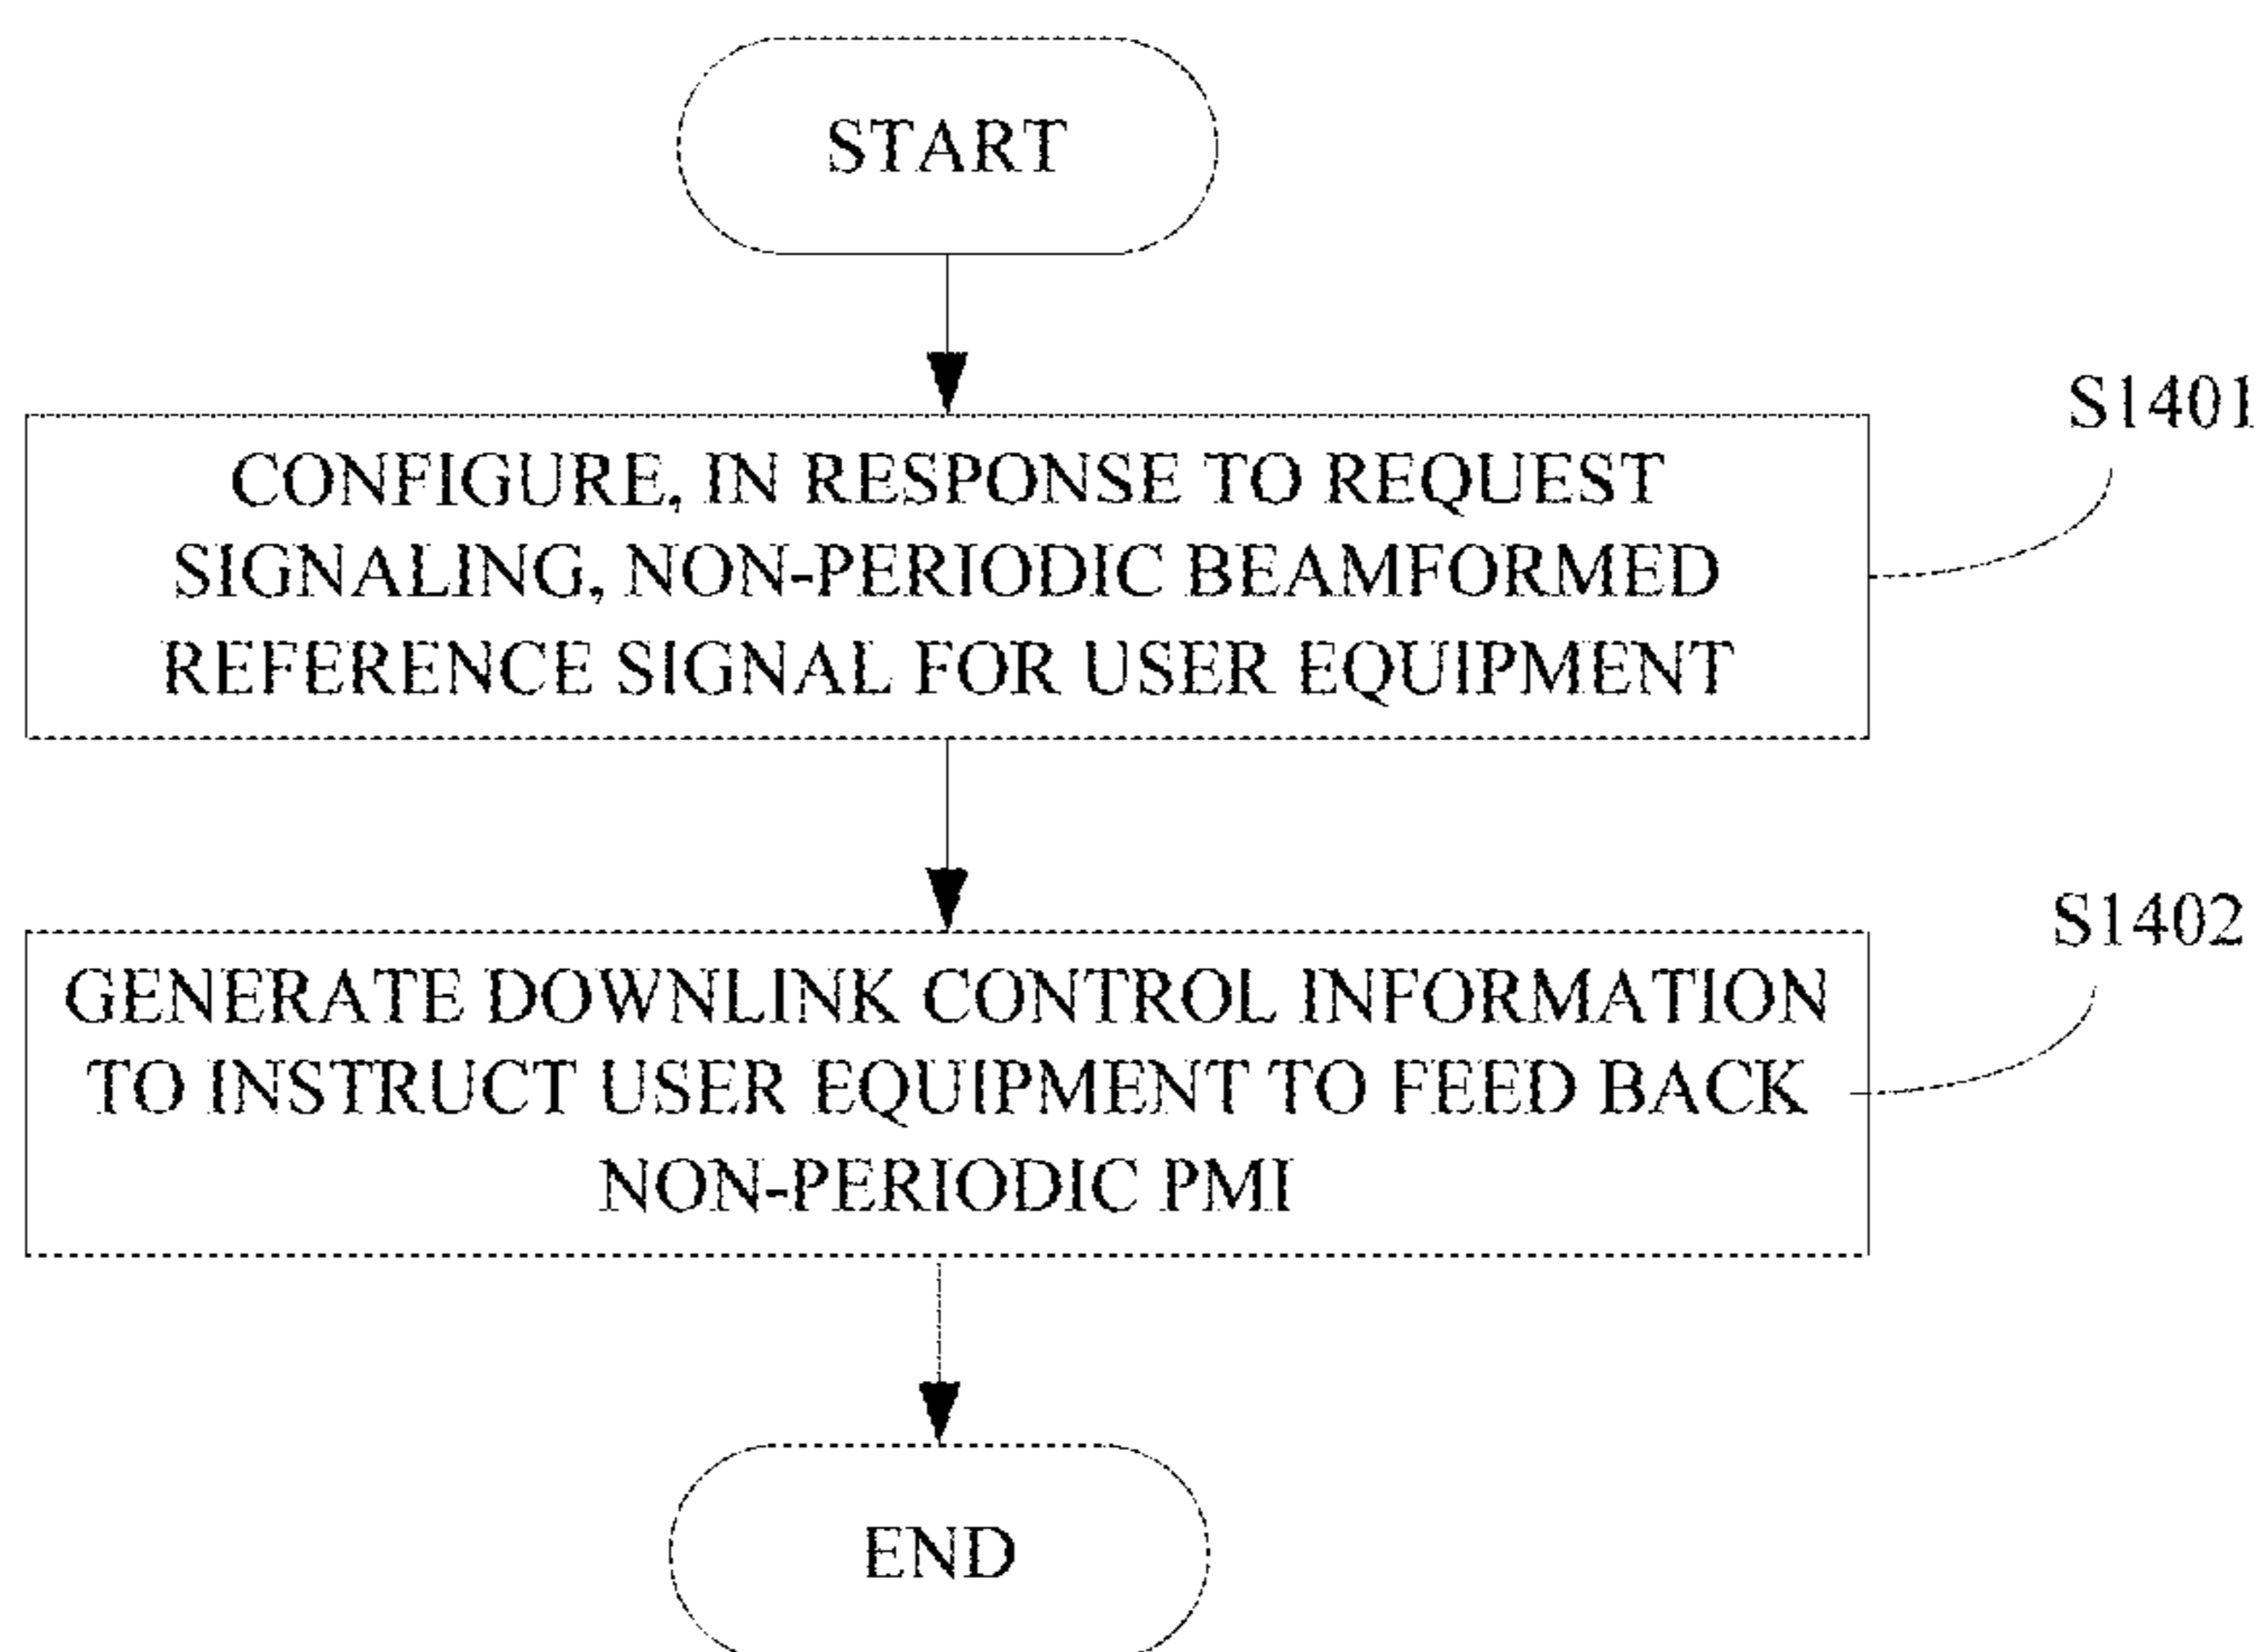 START
S1401
CONFIGURE, IN RESPONSE TO REQUEST
SIGNALING, NON-PERIODIC BEAMFORMED
REFERENCE SIGNAL FOR USER EQUIPMENT
S1402
GENERATE DOWNLINK CONTROL INFORMATION
TO INSTRUCT USER EQUIPMENT TO FEED BACK
NON-PERIODIC PMI
END